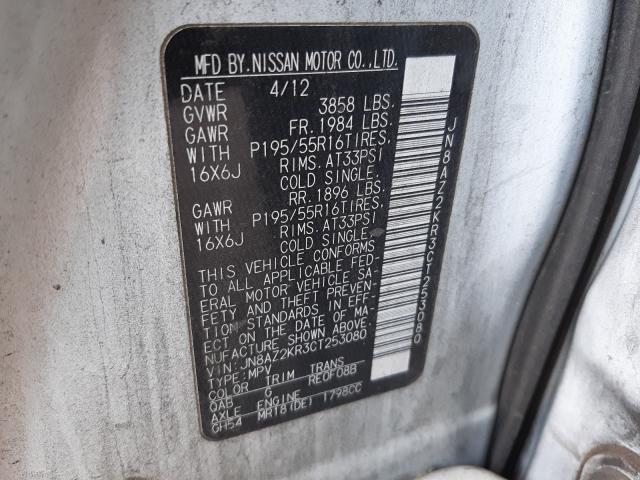 MFD BY.NISSAN MOTOR CO.,LTD.
DATE 4/12
GVWR 3858 LBS.
GAWR FR. 1984 LBS.
WITH P195/55R16TIRES,
16X6J RIMS. AT33PSI
COLD SINGLE.
GAWR RR. 1896 LBS.
WITH P195/55R16TIRES,
16X6J RIMS. AT33PSI
COLD SINGLE.
THIS VEHICLE CONFORMS
TO ALL APPLICABLE FED-
ERAL MOTOR VEHICLE SA-
FETY AND THEFT PREVEN-
TION STANDARDS IN EFF-
ECT ON THE DATE OF MA-
NUFACTURE SHOWN ABOVE.
VIN: JN8AZ2KR3CT253080
TYPE: MPV
COLOR TRIM TRANS
QAB G RE0F08B
AXLE ENGINE
GH54 MR18(DE) 1798CC
JN8AZ2KR3CT253080